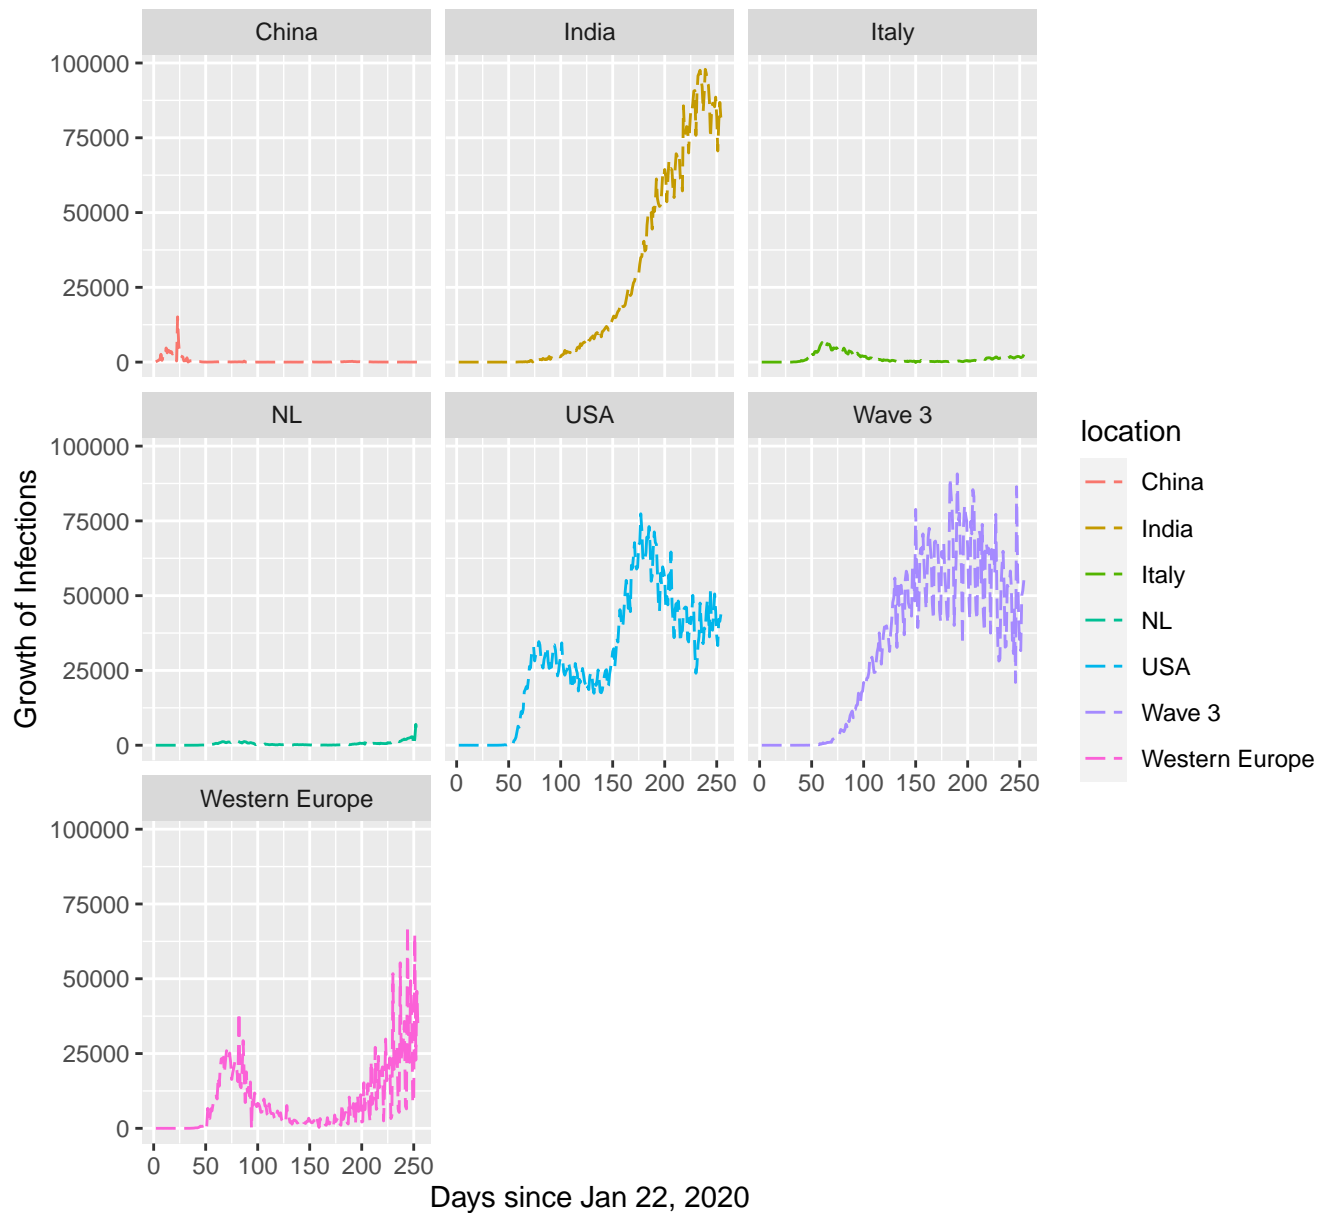 China
India
Italy
100000
75000
50000
25000
0
NL
USA
Wave 3
100000
75000
50000
25000
0
0 50 100 150 200 250
0 50 100 150 200 250
Western Europe
100000
75000
50000
25000
0
0 50 100 150 200 250
Growth of Infections
Days since Jan 22, 2020
location
China
India
Italy
NL
USA
Wave 3
Western Europe